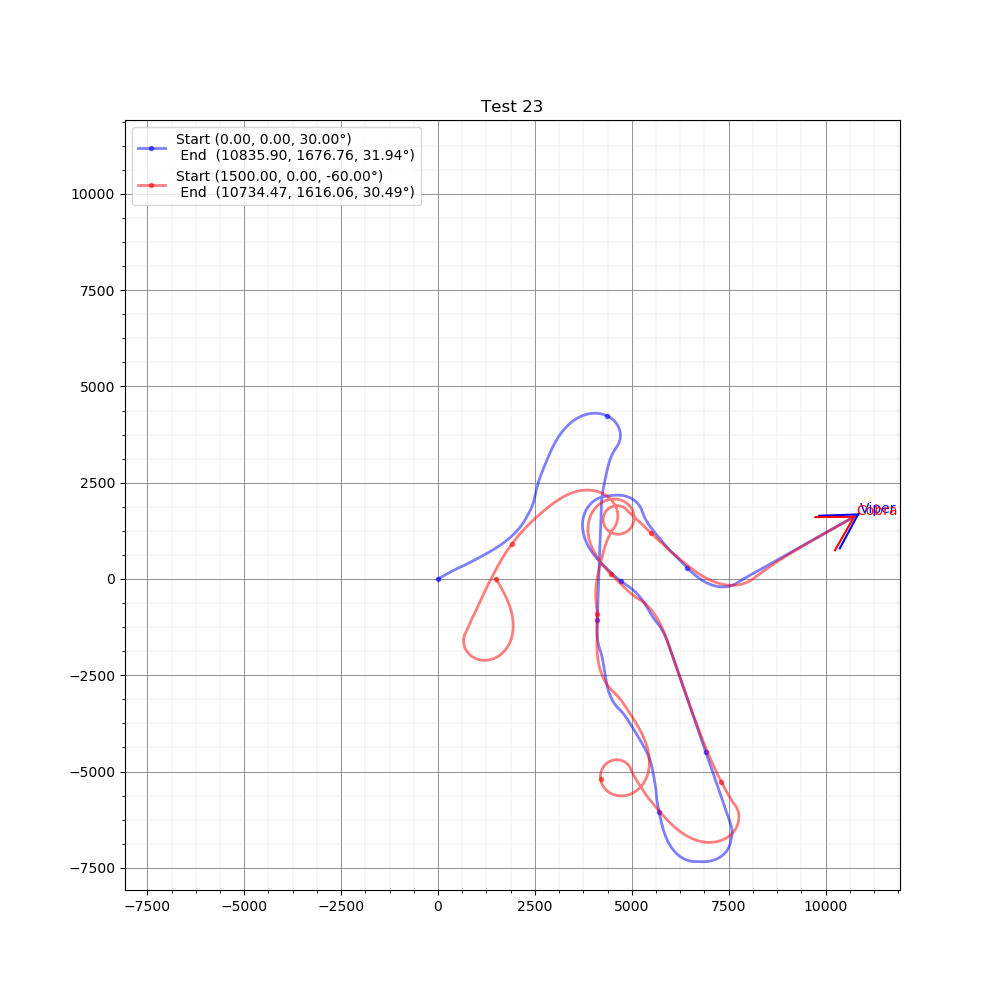 Test 23
Start (0.00, 0.00, 30.00°)
End (10835.90, 1676.76, 31.94°)
Start (1500.00, 0.00, -60.00°)
End (10734.47, 1616.06, 30.49°)
10000
7500
5000
2500
0
−2500
−5000
−7500
Viper
Cobra
−7500 −5000 −2500 0 2500 5000 7500 10000